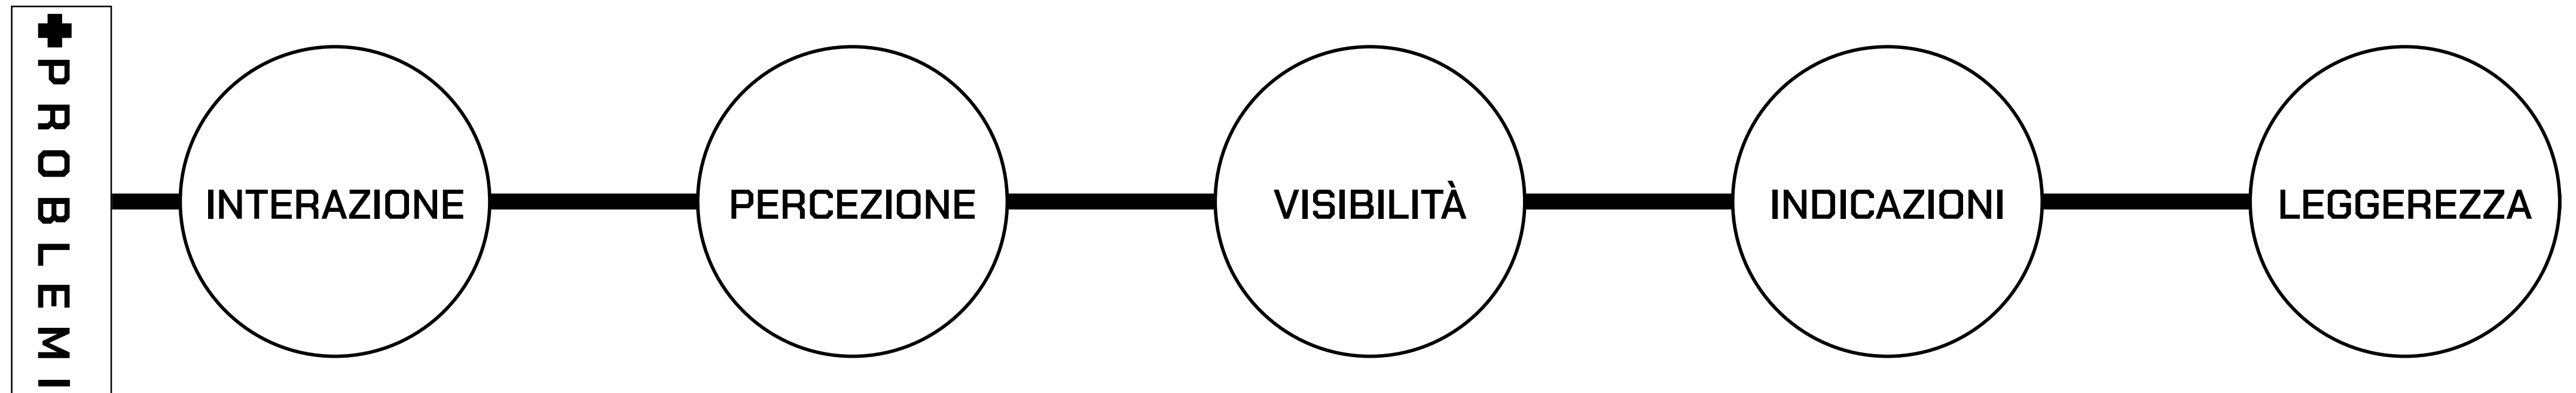 PROBLEMI
INTERAZIONE
PERCEZIONE
VISIBILITÀ
INDICAZIONI
LEGGEREZZA